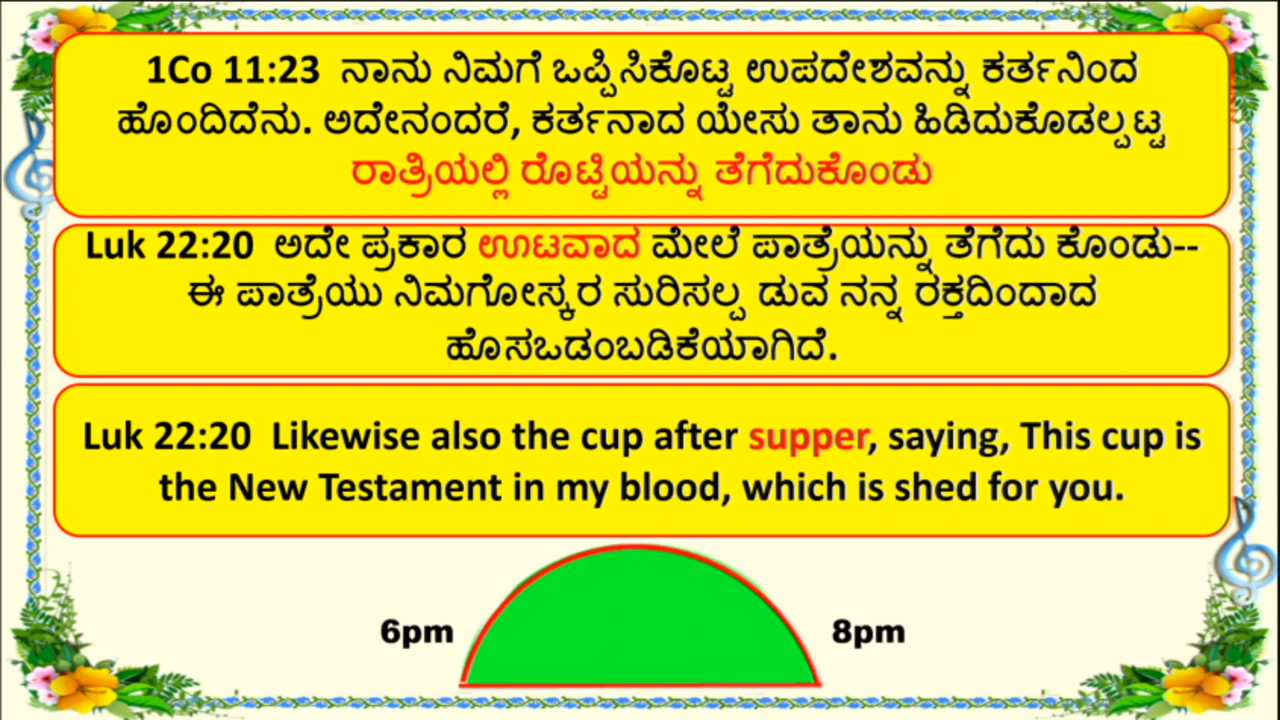 1Co 11:23 ನಾನು ನಿಮಗೆ ಒಪ್ಪಿಸಿಕೊಟ್ಟ ಉಪದೇಶವನ್ನು ಕರ್ತನಿಂದ
ಹೊಂದಿದೆನು. ಅದೇನಂದರೆ, ಕರ್ತನಾದ ಯೇಸು ತಾನು ಹಿಡಿದುಕೊಡಲ್ಪಟ್ಟ
ರಾತ್ರಿಯಲ್ಲಿ ರೊಟ್ಟಿಯನ್ನು ತೆಗೆದುಕೊಂಡು
Luk 22:20 ಅದೇ ಪ್ರಕಾರ ಊಟವಾದ ಮೇಲೆ ಪಾತ್ರೆಯನ್ನು ತೆಗೆದು ಕೊಂಡು--
ಈ ಪಾತ್ರೆಯು ನಿಮಗೋಸ್ಕರ ಸುರಿಸಲ್ಪ ಡುವ ನನ್ನ ರಕ್ತದಿಂದಾದ
ಹೊಸಒಡಂಬಡಿಕೆಯಾಗಿದೆ.
Luk 22:20 Likewise also the cup after supper, saying, This cup is
the New Testament in my blood, which is shed for you.
6pm 8pm